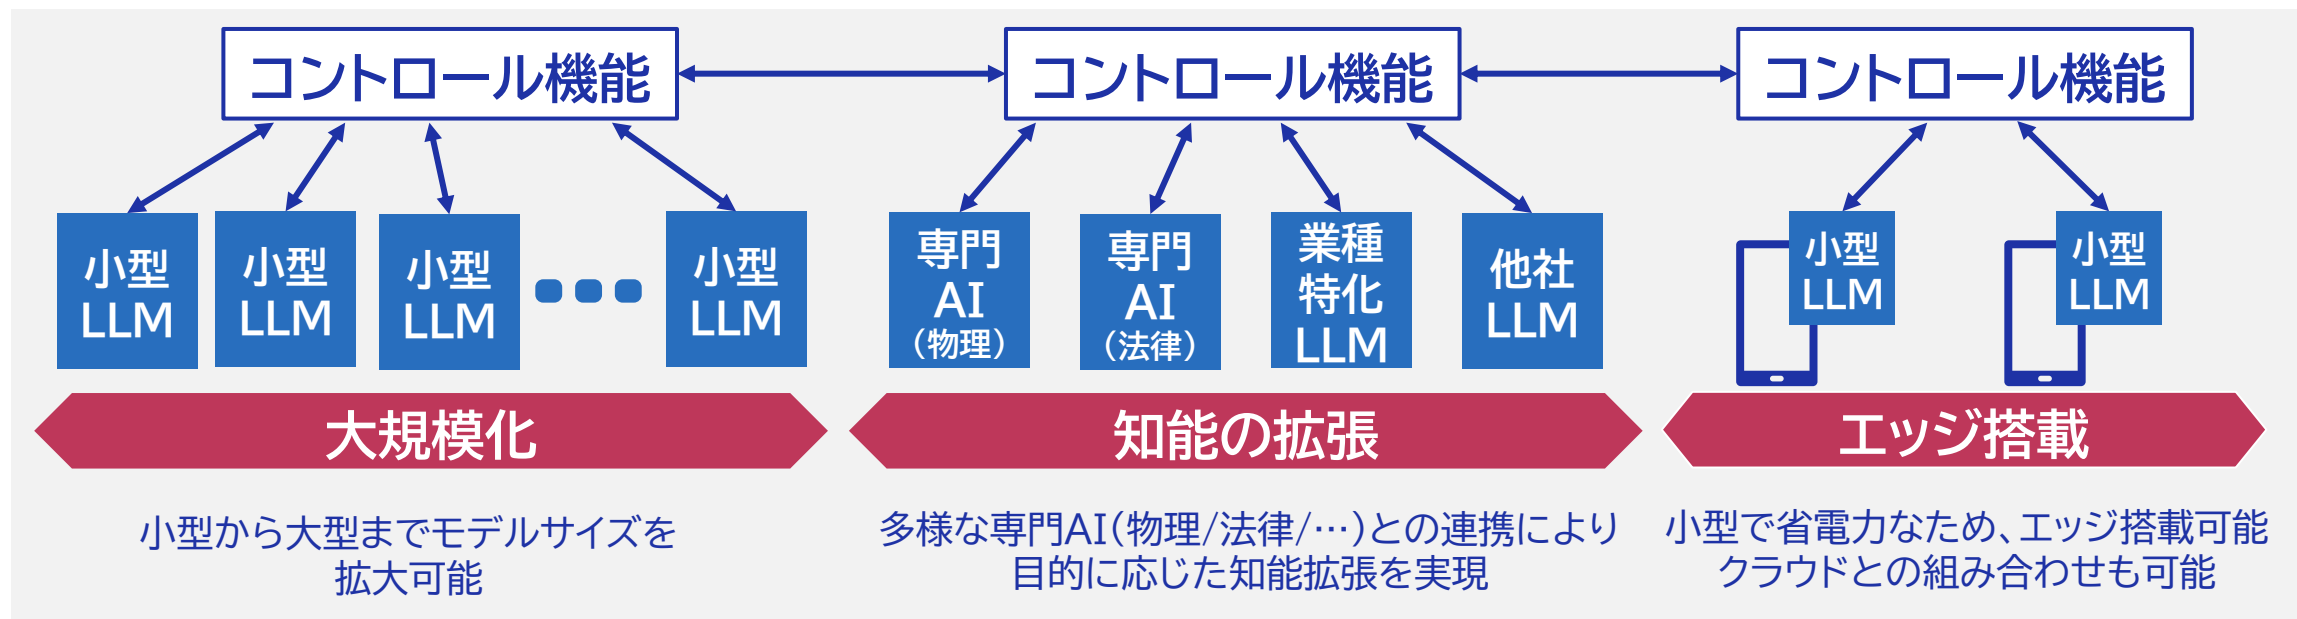 コントロール機能
コントロール機能
コントロール機能
小型
LLM
小型
LLM
小型
LLM
小型
LLM
専門
AI
（物理）
専門
AI
（法律）
業種
特化
LLM
他社
LLM
小型
LLM
小型
LLM
大規模化
知能の拡張
エッジ搭載
小型から大型までモデルサイズを
拡大可能
多様な専門AI（物理/法律/…）との連携により
目的に応じた知能拡張を実現
小型で省電力なため、エッジ搭載可能
クラウドとの組み合わせも可能